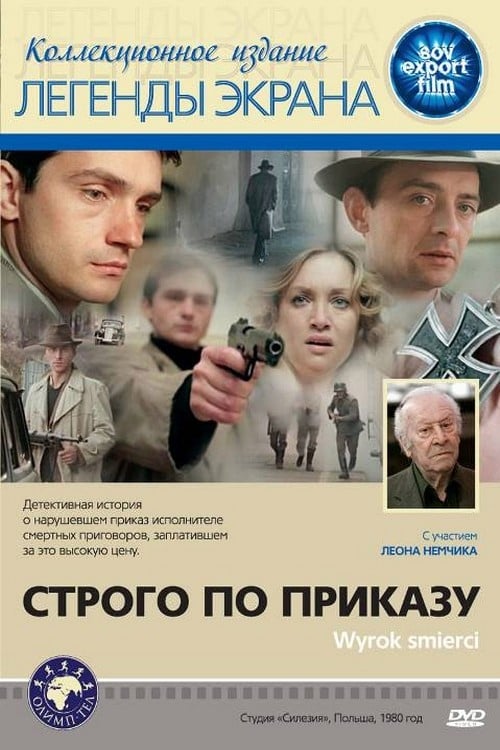 Коллекционное издание
ЛЕГЕНДЫ ЭКРАНА
sov
export
film
Детективная история
о нарушевшем приказ исполнителе
смертных приговоров, заплатившем
за это высокую цену.
С участием
ЛЕОНА НЕМЧИКА
СТРОГО ПО ПРИКАЗУ
Wyrok smierci
ОЛИМП-ТЕЛ
Студия «Силезия», Польша, 1980 год
DVD